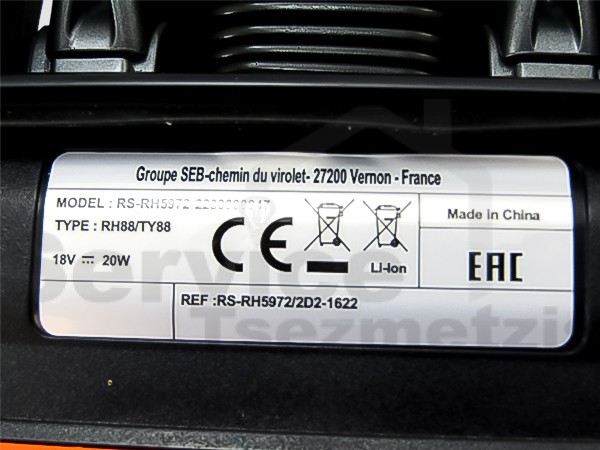 Groupe SEB-chemin du virolet- 27200 Vernon - France
MODEL : RS-RH5972
TYPE : RH88/TY88
18V ⎓ 20W
CE
Li-Ion
Made in China
EAC
REF :RS-RH5972/2D2-1622
Service
Tsezmetzis